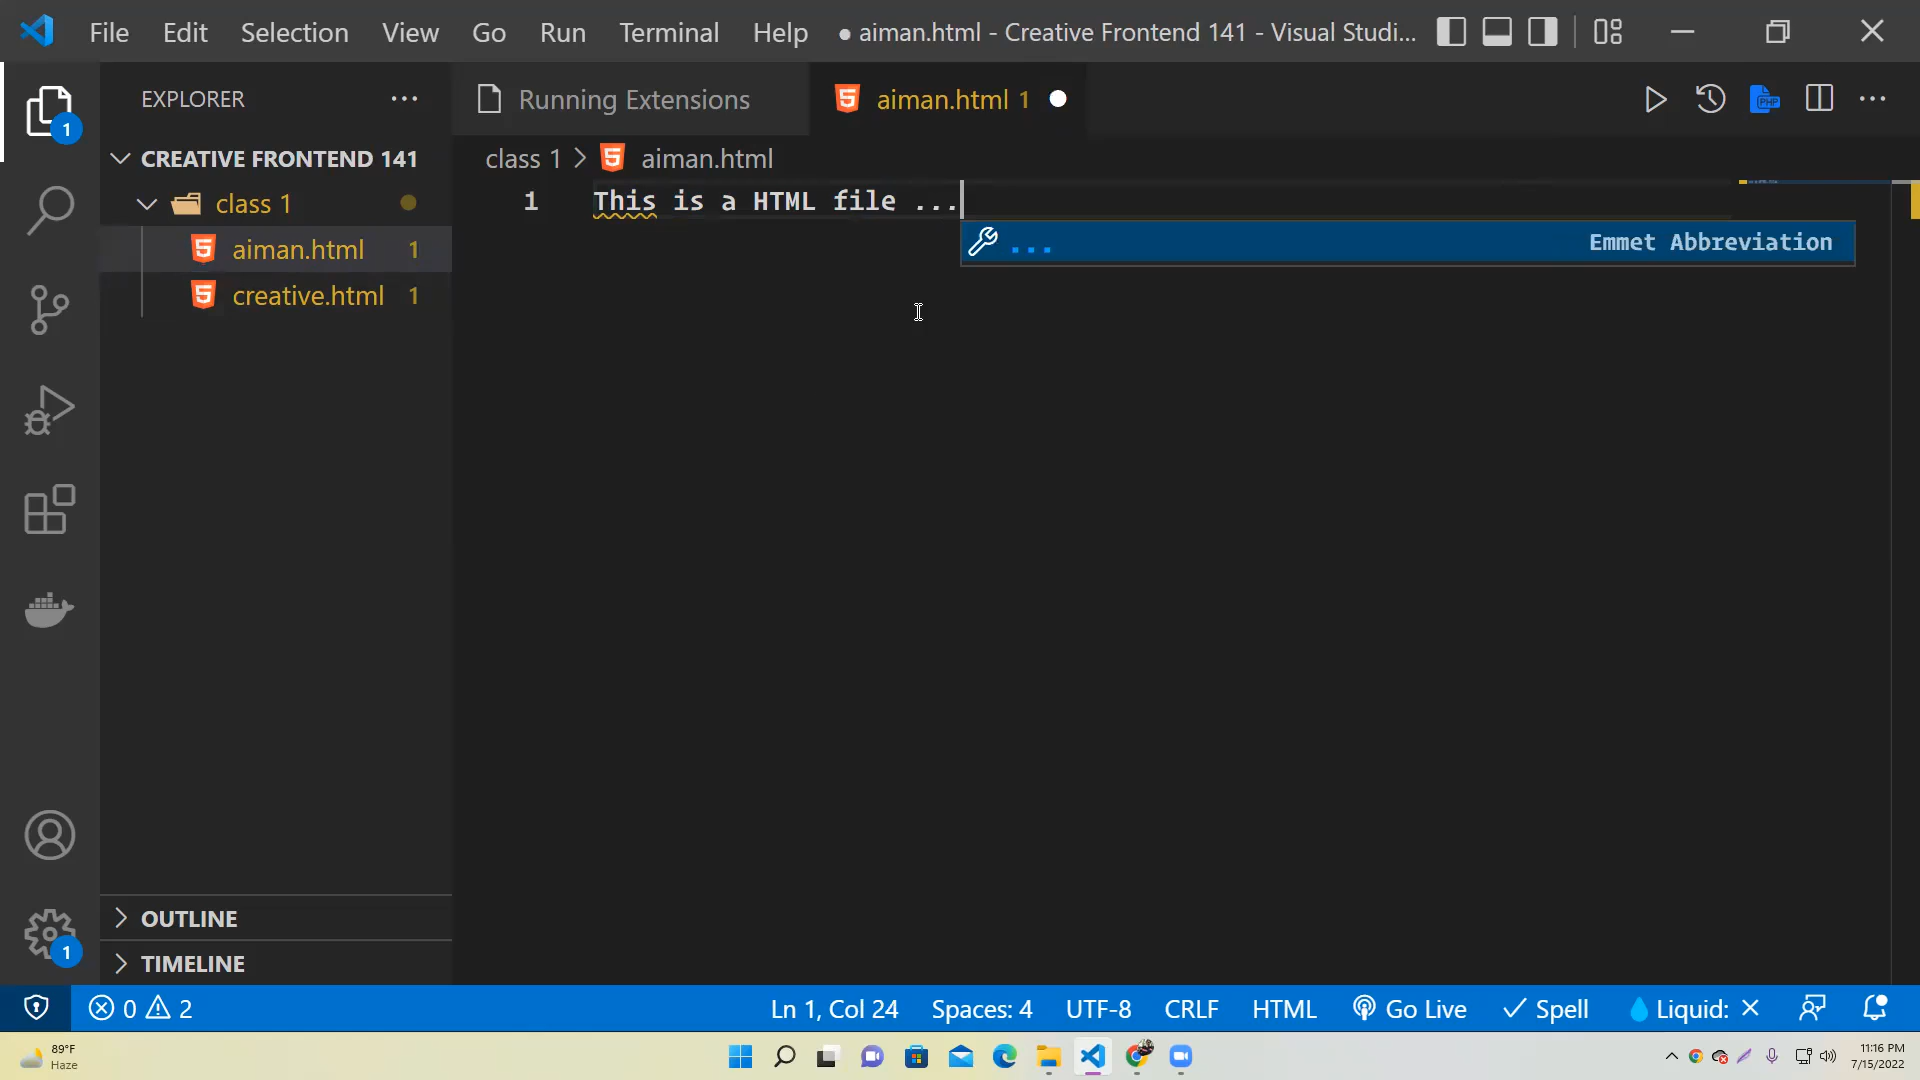 File Edit Selection View Go Run Terminal Help ● aiman.html - Creative Frontend 141 - Visual Studi...
EXPLORER ...
Running Extensions
aiman.html 1
CREATIVE FRONTEND 141
class 1 > aiman.html
class 1
1 This is a HTML file ...
aiman.html 1
... Emmet Abbreviation
creative.html 1
1
OUTLINE
1
TIMELINE
0 2 Ln 1, Col 24 Spaces: 4 UTF-8 CRLF HTML Go Live Spell Liquid:
89°F
Haze
11:16 PM
7/15/2022
PHP